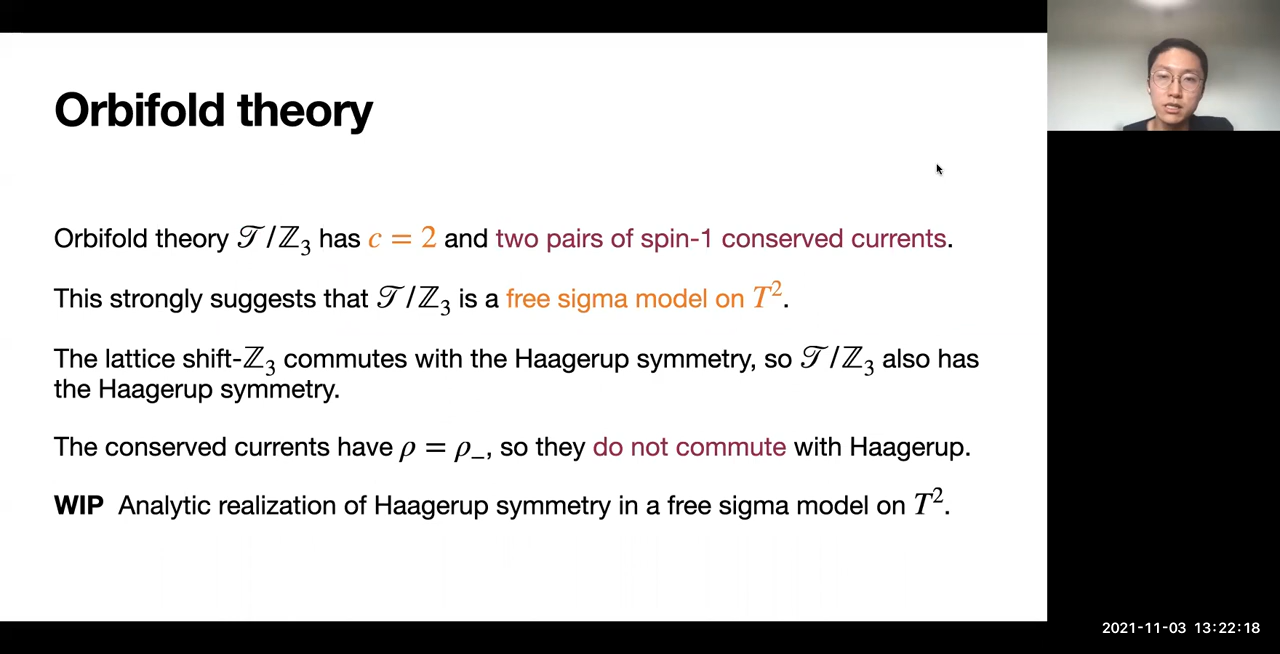 Orbifold theory
Orbifold theory 𝒯/ℤ₃ has c = 2 and two pairs of spin-1 conserved currents.
This strongly suggests that 𝒯/ℤ₃ is a free sigma model on T².
The lattice shift-ℤ₃ commutes with the Haagerup symmetry, so 𝒯/ℤ₃ also has
the Haagerup symmetry.
The conserved currents have ρ = ρ₋, so they do not commute with Haagerup.
WIP Analytic realization of Haagerup symmetry in a free sigma model on T².
2021-11-03 13:22:18